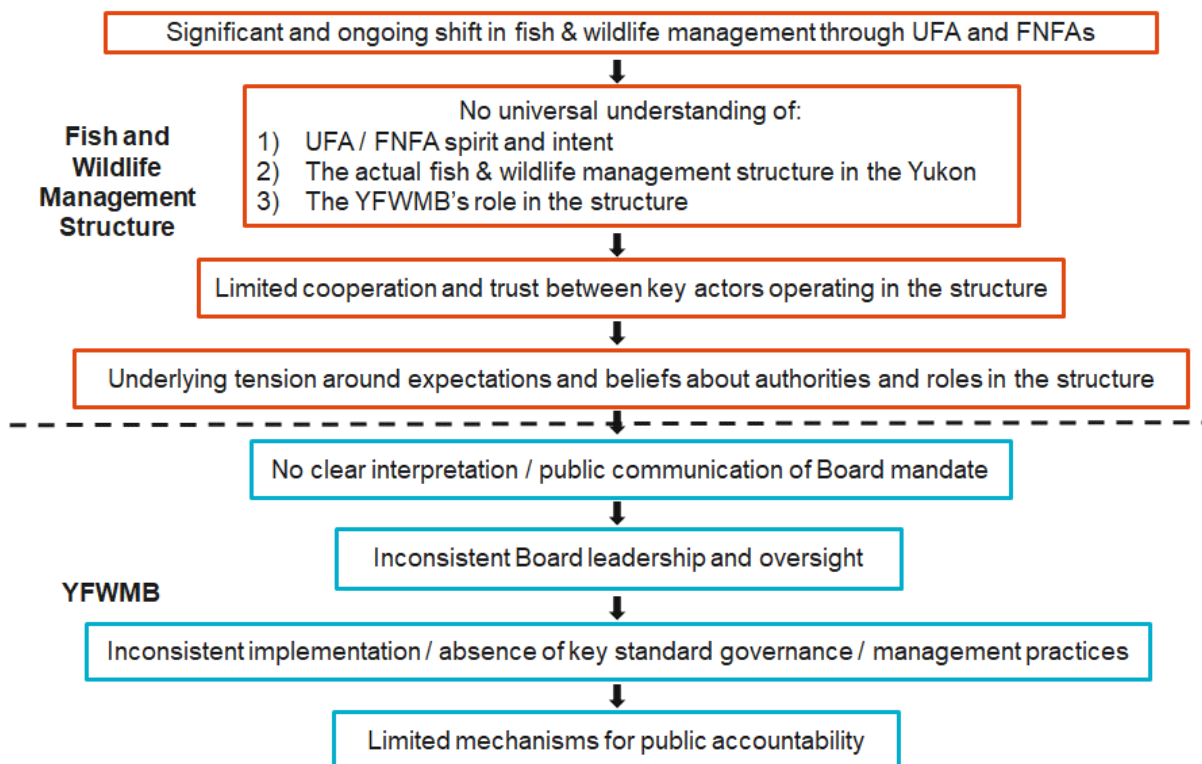 Significant and ongoing shift in fish & wildlife management through UFA and FNFAs
Fish and
Wildlife
Management
Structure
No universal understanding of:
1) UFA / FNFA spirit and intent
2) The actual fish & wildlife management structure in the Yukon
3) The YFWMB’s role in the structure
Limited cooperation and trust between key actors operating in the structure
Underlying tension around expectations and beliefs about authorities and roles in the structure
No clear interpretation / public communication of Board mandate
Inconsistent Board leadership and oversight
YFWMB
Inconsistent implementation / absence of key standard governance / management practices
Limited mechanisms for public accountability